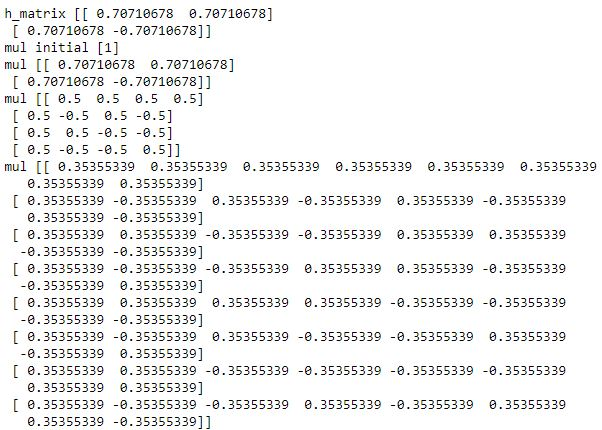 h_matrix [[ 0.70710678  0.70710678]
 [ 0.70710678 -0.70710678]]
mul initial [1]
mul [[ 0.70710678  0.70710678]
 [ 0.70710678 -0.70710678]]
mul [[ 0.5  0.5  0.5  0.5]
 [ 0.5 -0.5  0.5 -0.5]
 [ 0.5  0.5 -0.5 -0.5]
 [ 0.5 -0.5 -0.5  0.5]]
mul [[ 0.35355339  0.35355339  0.35355339  0.35355339  0.35355339  0.35355339
   0.35355339  0.35355339]
 [ 0.35355339 -0.35355339  0.35355339 -0.35355339  0.35355339 -0.35355339
   0.35355339 -0.35355339]
 [ 0.35355339  0.35355339 -0.35355339 -0.35355339  0.35355339  0.35355339
  -0.35355339 -0.35355339]
 [ 0.35355339 -0.35355339 -0.35355339  0.35355339  0.35355339 -0.35355339
  -0.35355339  0.35355339]
 [ 0.35355339  0.35355339  0.35355339  0.35355339 -0.35355339 -0.35355339
  -0.35355339 -0.35355339]
 [ 0.35355339 -0.35355339  0.35355339 -0.35355339 -0.35355339  0.35355339
  -0.35355339  0.35355339]
 [ 0.35355339  0.35355339 -0.35355339 -0.35355339 -0.35355339 -0.35355339
   0.35355339  0.35355339]
 [ 0.35355339 -0.35355339 -0.35355339  0.35355339 -0.35355339  0.35355339
   0.35355339 -0.35355339]]